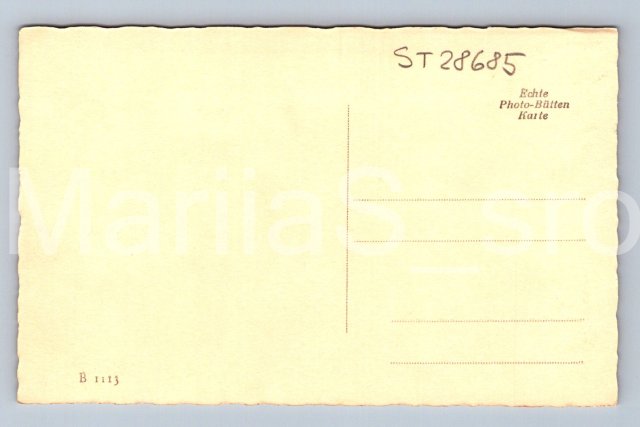 ST28685
Echte
Photo-Bütten
Karte
MariiaS_sto
B 1113